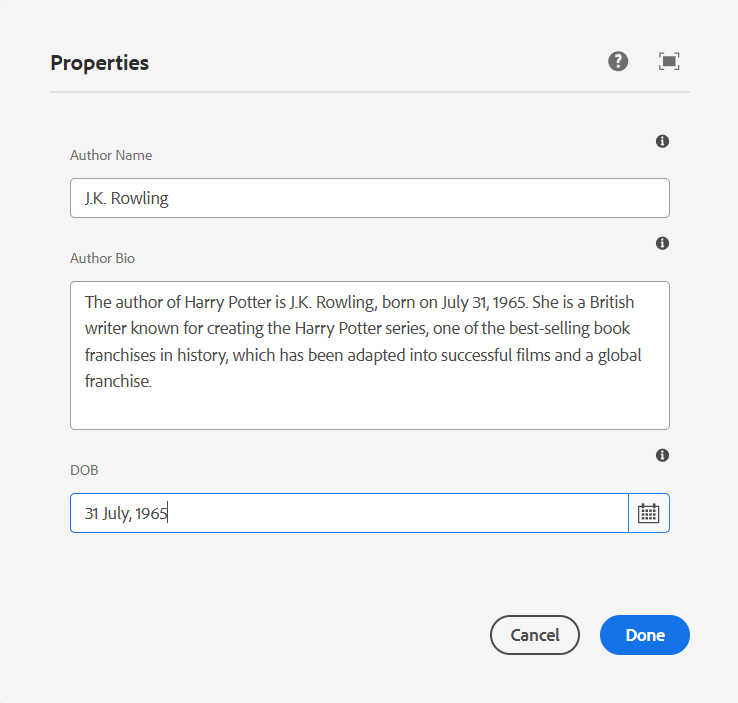 Properties
Author Name
J.K. Rowling
Author Bio
The author of Harry Potter is J.K. Rowling, born on July 31, 1965. She is a British
writer known for creating the Harry Potter series, one of the best-selling book
franchises in history, which has been adapted into successful films and a global
franchise.
DOB
31 July, 1965
Cancel
Done